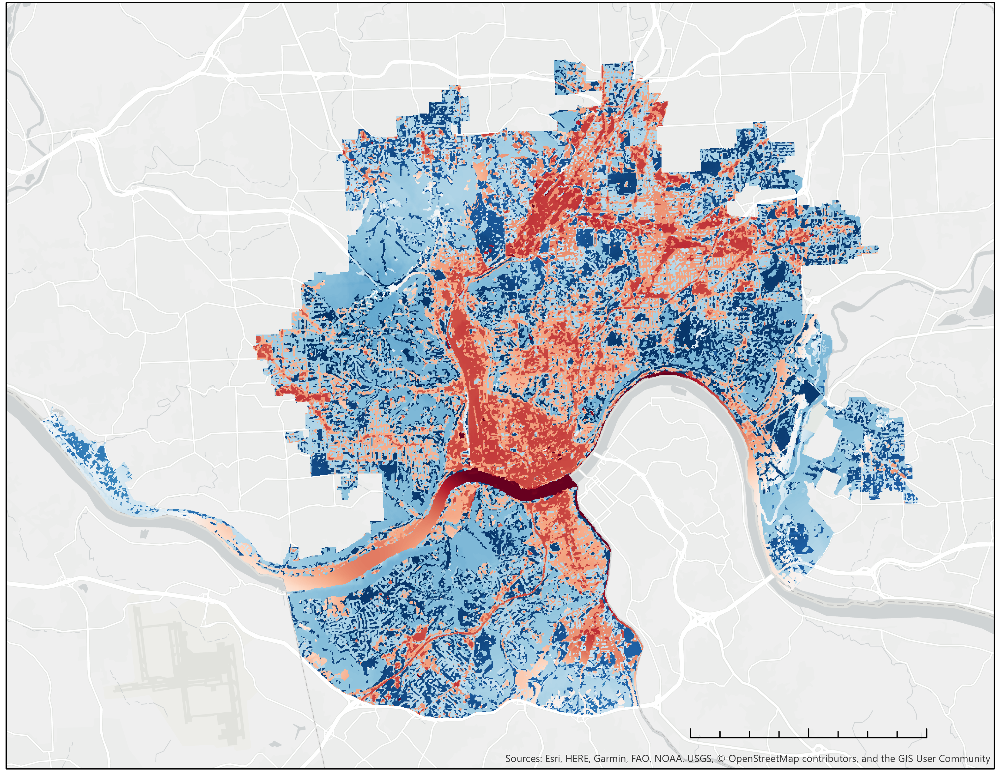 Sources: Esri, HERE, Garmin, FAO, NOAA, USGS, © OpenStreetMap contributors, and the GIS User Community